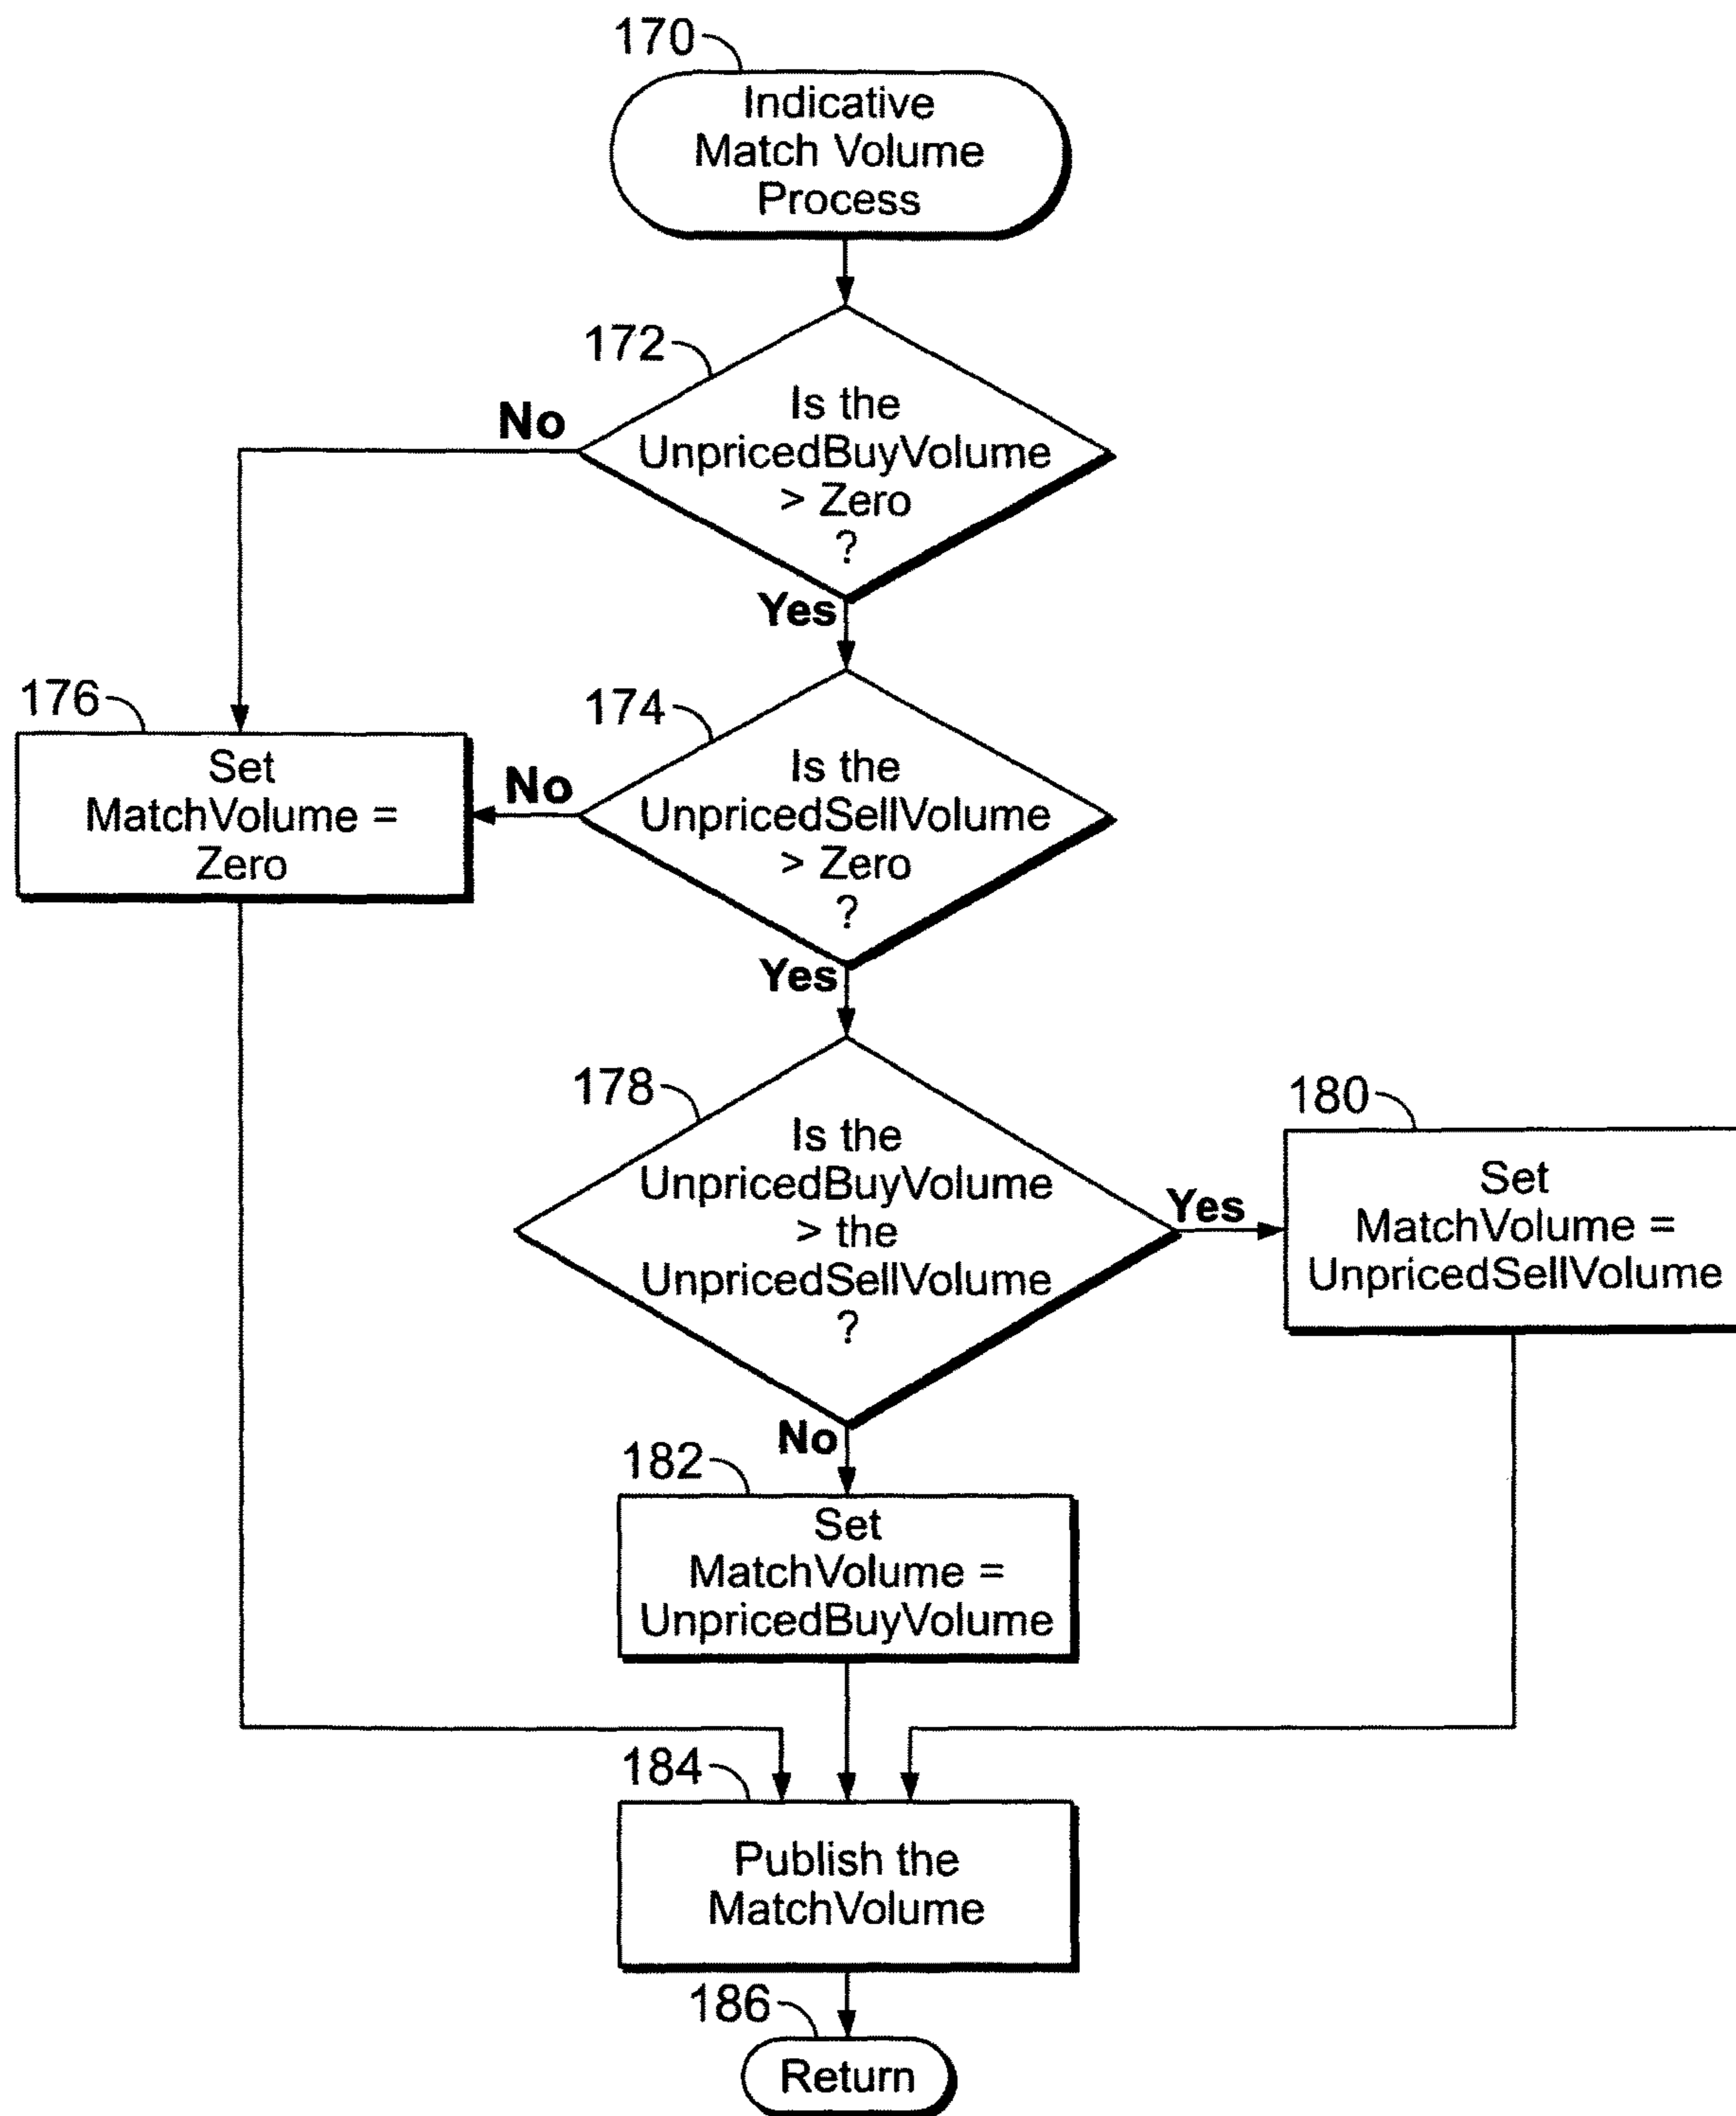 170
Indicative
Match Volume
Process
172
Is the
UnpricedBuyVolume
> Zero
?
No
Yes
174
Is the
UnpricedSellVolume
> Zero
?
No
Yes
176
Set
MatchVolume =
Zero
178
Is the
UnpricedBuyVolume
> the
UnpricedSellVolume
?
Yes
No
180
Set
MatchVolume =
UnpricedSellVolume
182
Set
MatchVolume =
UnpricedBuyVolume
184
Publish the
MatchVolume
186
Return